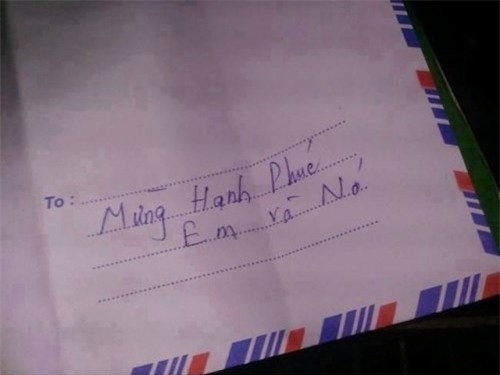 To:
Mừng Hạnh Phúc
Em và Nó